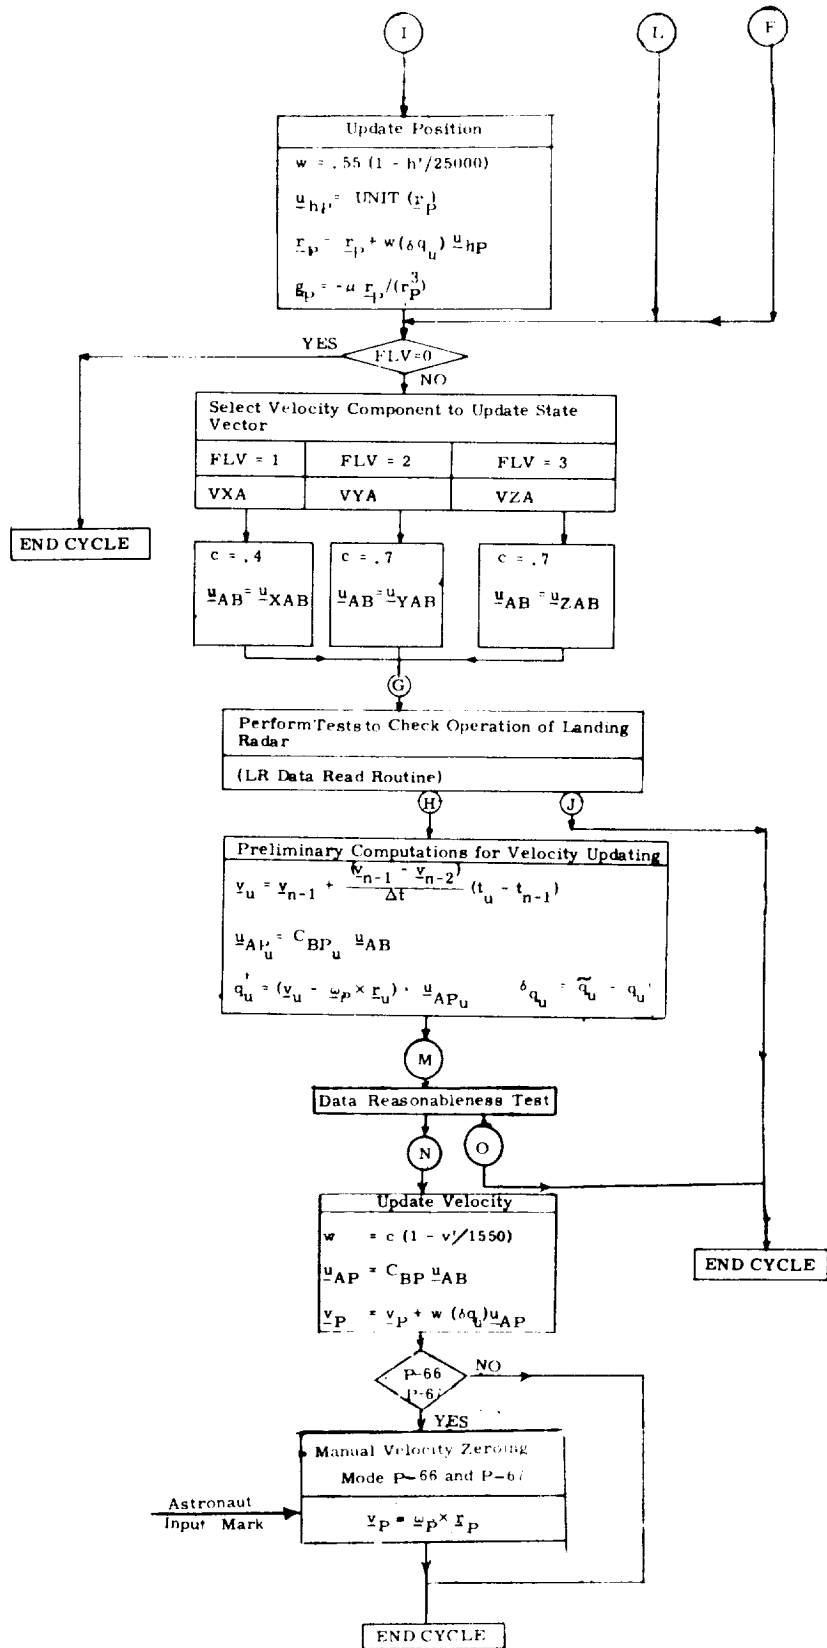 I
L
F
Update Position
w = .55 (1 - h'/25000)
u_hP = UNIT (r_P)
r_P = r_P + w(δq_u) u_hP
g_P = -μ r_P/(r_P^3)
YES
FLV=0
NO
Select Velocity Component to Update State
Vector
FLV = 1
FLV = 2
FLV = 3
VXA
VYA
VZA
END CYCLE
c = .4
c = .7
c = .7
u_AB = u_XAB
u_AB = u_YAB
u_AB = u_ZAB
G
Perform Tests to Check Operation of Landing
Radar
(LR Data Read Routine)
H
J
Preliminary Computations for Velocity Updating
v_u = v_n-1 + (v_n-1 - v_n-2)/Δt (t_u - t_n-1)
u_AP_u = C_BP_u u_AB
q_u' = (v_u - ω_P × r_u) · u_AP_u δq_u = q̃_u - q_u'
M
Data Reasonableness Test
N
O
Update Velocity
w = c (1 - v'/1550)
u_AP = C_BP u_AB
v_P = v_P + w (δq_u) u_AP
END CYCLE
P-66
P-67
NO
YES
Manual Velocity Zeroing
Mode P-66 and P-67
Astronaut
Input Mark
v_P = ω_P × r_P
END CYCLE